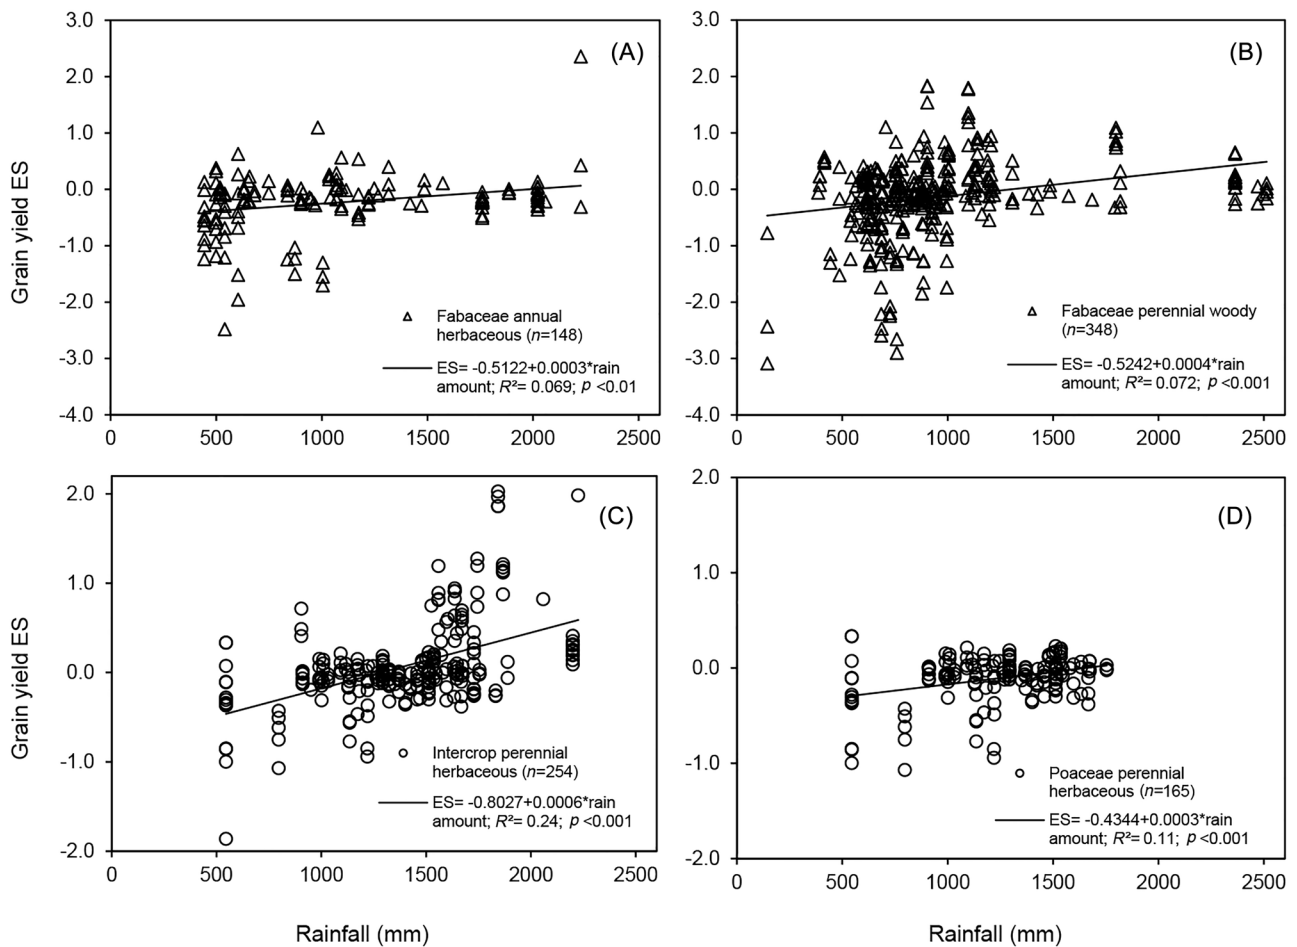 3.0
2.0
1.0
0.0
-1.0
-2.0
-3.0
-4.0
Grain yield ES
(A)
Fabaceae annual
herbaceous (n=148)
ES= -0.5122+0.0003*rain
amount; R²= 0.069; p <0.01
0 500 1000 1500 2000 2500
3.0
2.0
1.0
0.0
-1.0
-2.0
-3.0
-4.0
(B)
Fabaceae perennial woody
(n=348)
ES= -0.5242+0.0004*rain
amount; R²= 0.072; p <0.001
0 500 1000 1500 2000 2500
2.0
1.0
0.0
-1.0
-2.0
Grain yield ES
(C)
Intercrop perennial
herbaceous (n=254)
ES= -0.8027+0.0006*rain
amount; R²= 0.24; p <0.001
0 500 1000 1500 2000 2500
Rainfall (mm)
2.0
1.0
0.0
-1.0
-2.0
(D)
Poaceae perennial
herbaceous (n=165)
ES= -0.4344+0.0003*rain
amount; R²= 0.11; p <0.001
0 500 1000 1500 2000 2500
Rainfall (mm)